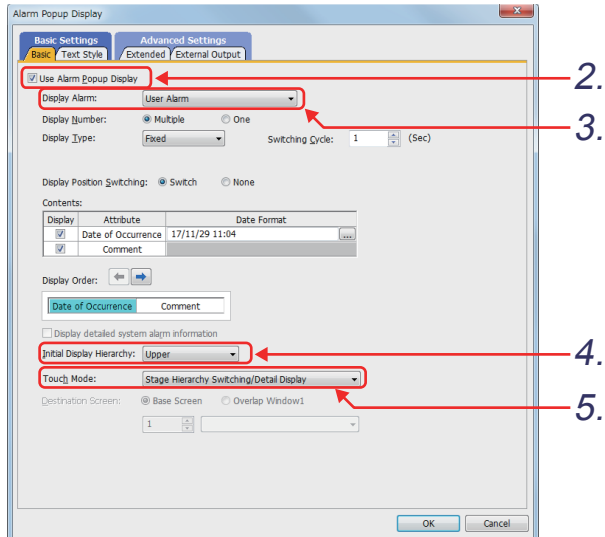 Alarm Popup Display
Basic Settings Advanced Settings
Basic Text Style Extended External Output
Use Alarm Popup Display 2.
Display Alarm: User Alarm
3.
Display Number: Multiple One
Display Type: Fixed Switching Cycle: 1 (Sec)
Display Position Switching: Switch None
Contents:
Display Attribute Date Format
Date of Occurrence 17/11/29 11:04 ...
Comment
Display Order:
Date of Occurrence Comment
Display detailed system alarm information
Initial Display Hierarchy: Upper 4.
Touch Mode: Stage Hierarchy Switching/Detail Display
5.
Destination Screen: Base Screen Overlap Window1
1
OK Cancel